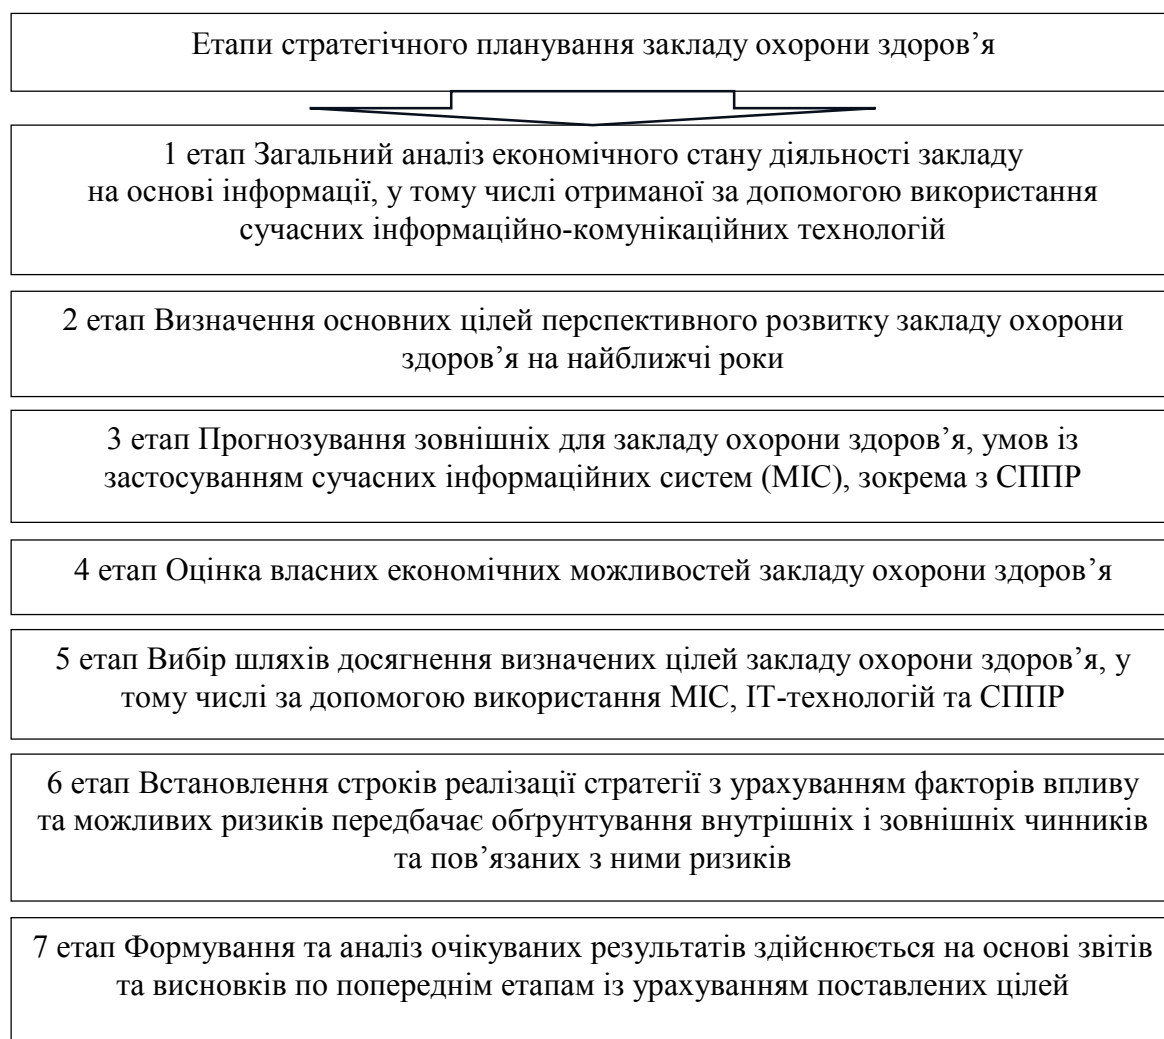 Етапи стратегічного планування закладу охорони здоров’я
1 етап Загальний аналіз економічного стану діяльності закладу
на основі інформації, у тому числі отриманої за допомогою використання
сучасних інформаційно-комунікаційних технологій
2 етап Визначення основних цілей перспективного розвитку закладу охорони
здоров’я на найближчі роки
3 етап Прогнозування зовнішніх для закладу охорони здоров’я, умов із
застосуванням сучасних інформаційних систем (МІС), зокрема з СППР
4 етап Оцінка власних економічних можливостей закладу охорони здоров’я
5 етап Вибір шляхів досягнення визначених цілей закладу охорони здоров’я, у
тому числі за допомогою використання МІС, ІТ-технологій та СППР
6 етап Встановлення строків реалізації стратегії з урахуванням факторів впливу
та можливих ризиків передбачає обґрунтування внутрішніх і зовнішніх чинників
та пов’язаних з ними ризиків
7 етап Формування та аналіз очікуваних результатів здійснюється на основі звітів
та висновків по попереднім етапам із урахуванням поставлених цілей